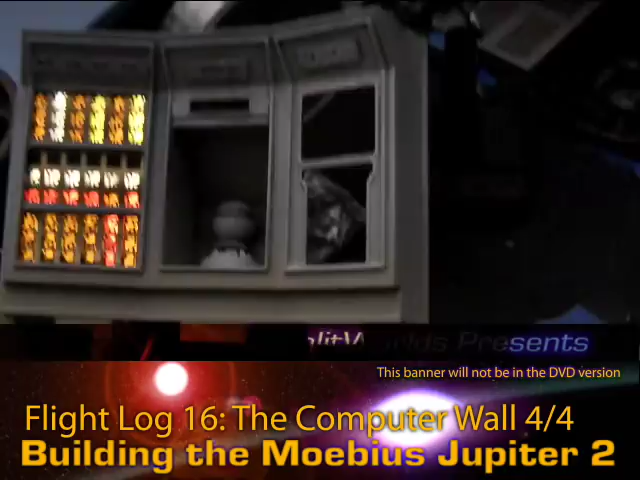 Presents
This banner will not be in the DVD version
Flight Log 16: The Computer Wall 4/4
Building the Moebius Jupiter 2